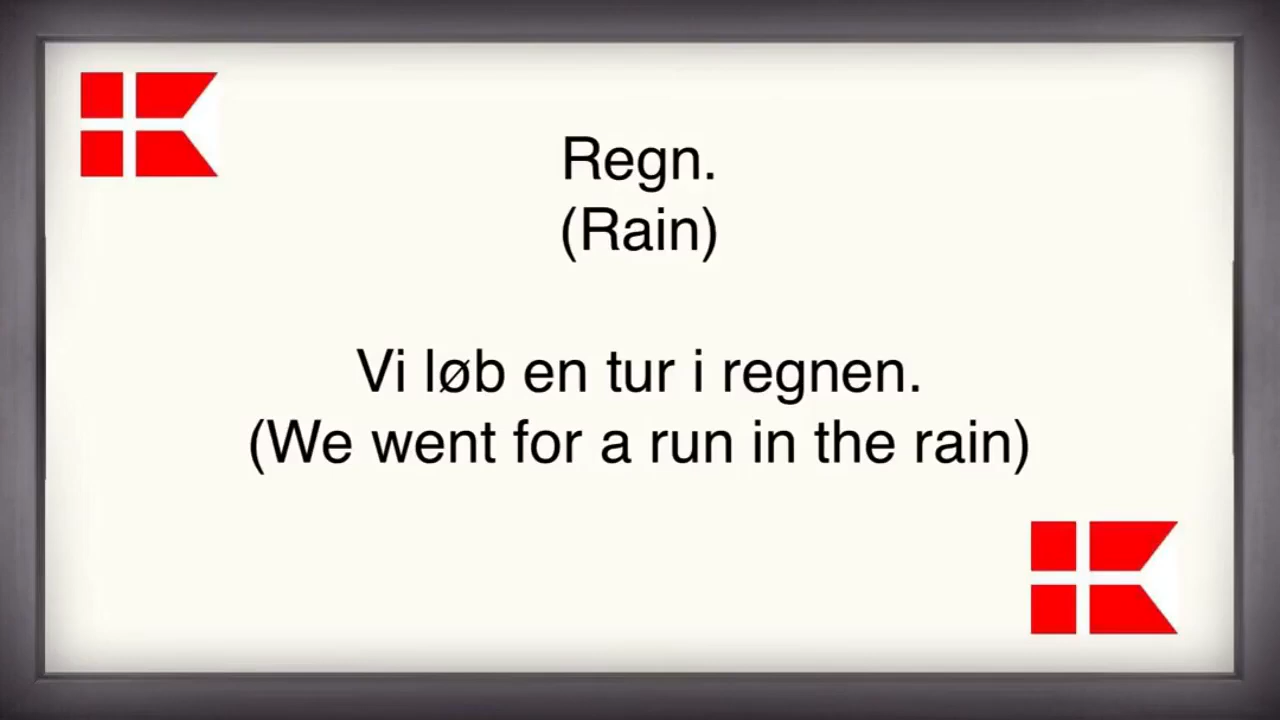 Regn.
(Rain)
Vi løb en tur i regnen.
(We went for a run in the rain)